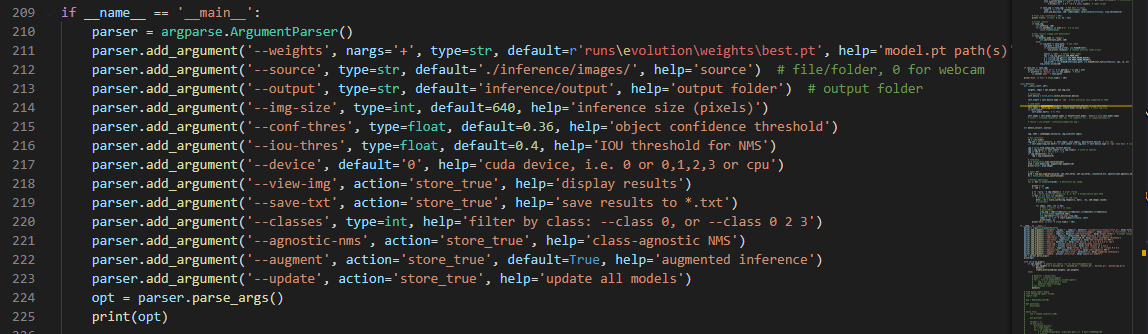 209 if __name__ == '__main__':
210 parser = argparse.ArgumentParser()
211 parser.add_argument('--weights', nargs='+', type=str, default=r'runs\evolution\weights\best.pt', help='model.pt path(s)'
212 parser.add_argument('--source', type=str, default='./inference/images/', help='source')  # file/folder, 0 for webcam
213 parser.add_argument('--output', type=str, default='inference/output', help='output folder')  # output folder
214 parser.add_argument('--img-size', type=int, default=640, help='inference size (pixels)')
215 parser.add_argument('--conf-thres', type=float, default=0.36, help='object confidence threshold')
216 parser.add_argument('--iou-thres', type=float, default=0.4, help='IOU threshold for NMS')
217 parser.add_argument('--device', default='0', help='cuda device, i.e. 0 or 0,1,2,3 or cpu')
218 parser.add_argument('--view-img', action='store_true', help='display results')
219 parser.add_argument('--save-txt', action='store_true', help='save results to *.txt')
220 parser.add_argument('--classes', type=int, help='filter by class: --class 0, or --class 0 2 3')
221 parser.add_argument('--agnostic-nms', action='store_true', help='class-agnostic NMS')
222 parser.add_argument('--augment', action='store_true', default=True, help='augmented inference')
223 parser.add_argument('--update', action='store_true', help='update all models')
224 opt = parser.parse_args()
225 print(opt)